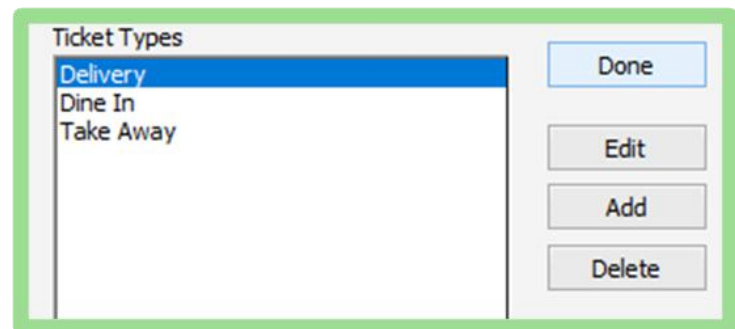 Ticket Types
Delivery
Dine In
Take Away
Done
Edit
Add
Delete